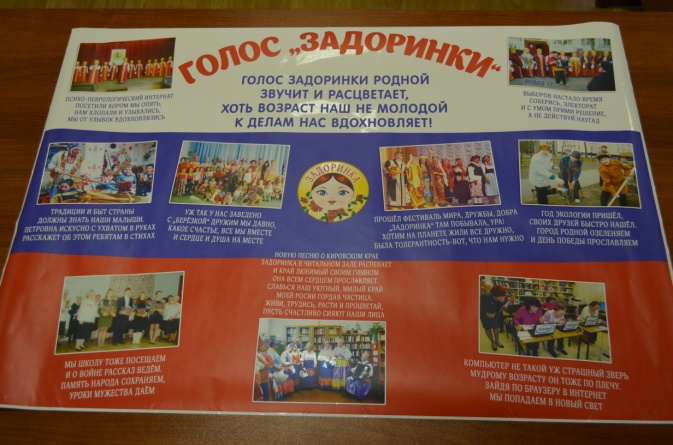 ГОЛОС „ЗАДОРИНКИ“
ГОЛОС ЗАДОРИНКИ РОДНОЙ
ЗВУЧИТ И РАСЦВЕТАЕТ,
ХОТЬ ВОЗРАСТ НАШ НЕ МОЛОДОЙ
К ДЕЛАМ НАС ВДОХНОВЛЯЕТ!
ПСИХО-НЕВРОЛОГИЧЕСКИЙ ИНТЕРНАТ
ПОСЕТИЛИ ХОРОМ МЫ ОПЯТЬ,
НАМ ХЛОПАЛИ И УЛЫБАЛИСЬ,
МЫ ОТ УЛЫБОК ВДОХНОВЛЯЛИСЬ
ВЫБОРОВ НАСТАЛО ВРЕМЯ
СОБЕРИСЬ, ЭЛЕКТОРАТ
И С УМОМ ПРИМИ РЕШЕНИЕ,
А НЕ ДЕЙСТВУЙ НАУГАД
ТРАДИЦИИ И БЫТ СТРАНЫ
ДОЛЖНЫ ЗНАТЬ НАШИ МАЛЫШИ.
ПЕТРОВНА ИСКУСНО С УХВАТОМ В РУКАХ
РАССКАЖЕТ ОБ ЭТОМ РЕБЯТАМ В СТИХАХ
УЖ ТАК У НАС ЗАВЕДЕНО
С „БЕРЁЗКОЙ“ ДРУЖИМ МЫ ДАВНО,
КАКОЕ СЧАСТЬЕ, ВСЕ МЫ ВМЕСТЕ
И СЕРДЦЕ И ДУША НА МЕСТЕ
ЗАДОРИНКА
ПРОШЁЛ ФЕСТИВАЛЬ МИРА, ДРУЖБЫ, ДОБРА
„ЗАДОРИНКА“ ТАМ ПОБЫВАЛА, УРА!
ХОТИМ НА ПЛАНЕТЕ ЖИЛИ ВСЕ ДРУЖНО,
БЫЛА ТОЛЕРАНТНОСТЬ-ВОТ, ЧТО НАМ НУЖНО
ГОД ЭКОЛОГИИ ПРИШЁЛ,
СВОИХ ДРУЗЕЙ БЫСТРО НАШЁЛ.
ГОРОД РОДНОЙ ОЗЕЛЕНЯЕМ
И ДЕНЬ ПОБЕДЫ ПРОСЛАВЛЯЕМ
НОВУЮ ПЕСНЮ О КИРОВСКОМ КРАЕ
ЗАДОРИНКА В ЧИТАЛЬНОМ ЗАЛЕ РАСПЕВАЕТ
И КРАЙ ЛЮБИМЫЙ СВОИМ ГИМНОМ
ОНА ВСЕМ СЕРДЦЕМ ПРОСЛАВЛЯЕТ.
СЛАВЬСЯ НАШ УЮТНЫЙ, МИЛЫЙ КРАЙ
МОЕЙ РОСИИ ГОРДАЯ ЧАСТИЦА.
ЖИВИ, ТРУДИСЬ, РАСТИ И ПРОЦВЕТАЙ,
ПУСТЬ СЧАСТЛИВО СИЯЮТ НАШИ ЛИЦА
МЫ ШКОЛУ ТОЖЕ ПОСЕЩАЕМ
И О ВОЙНЕ РАССКАЗ ВЕДЁМ.
ПАМЯТЬ НАРОДА СОХРАНЯЕМ,
УРОКИ МУЖЕСТВА ДАЁМ
КОМПЬЮТЕР НЕ ТАКОЙ УЖ СТРАШНЫЙ ЗВЕРЬ
МУДРОМУ ВОЗРАСТУ ОН ТОЖЕ ПО ПЛЕЧУ.
ЗАЙДЯ ПО БРАУЗЕРУ В ИНТЕРНЕТ
МЫ ПОПАДАЕМ В НОВЫЙ СВЕТ